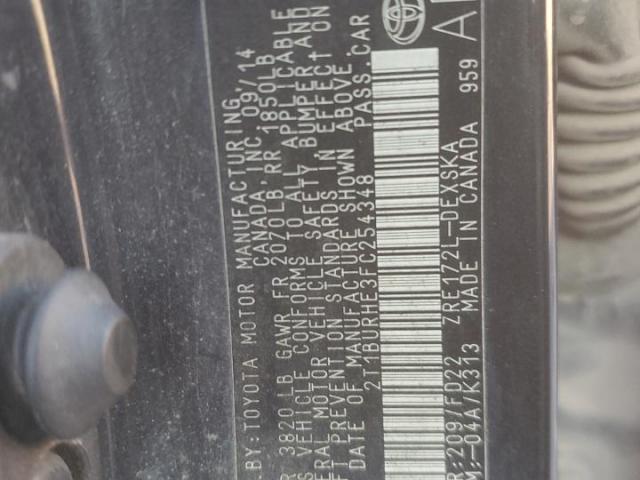 BY:TOYOTA MOTOR MANUFACTURING
CANADA, INC. 09/14
3820 LB GAWR FR 2070LB RR 1850LB
VEHICLE CONFORMS TO ALL APPLICABLE
MOTOR VEHICLE SAFETY BUMPER AND
PREVENTION STANDARDS IN EFFECT ON
DATE OF MANUFACTURE SHOWN ABOVE.
2T1BURHE3FC254348 PASS. CAR
209/FD22 ZRE172L-DEXSKA
-04A/K313 MADE IN CANADA 959